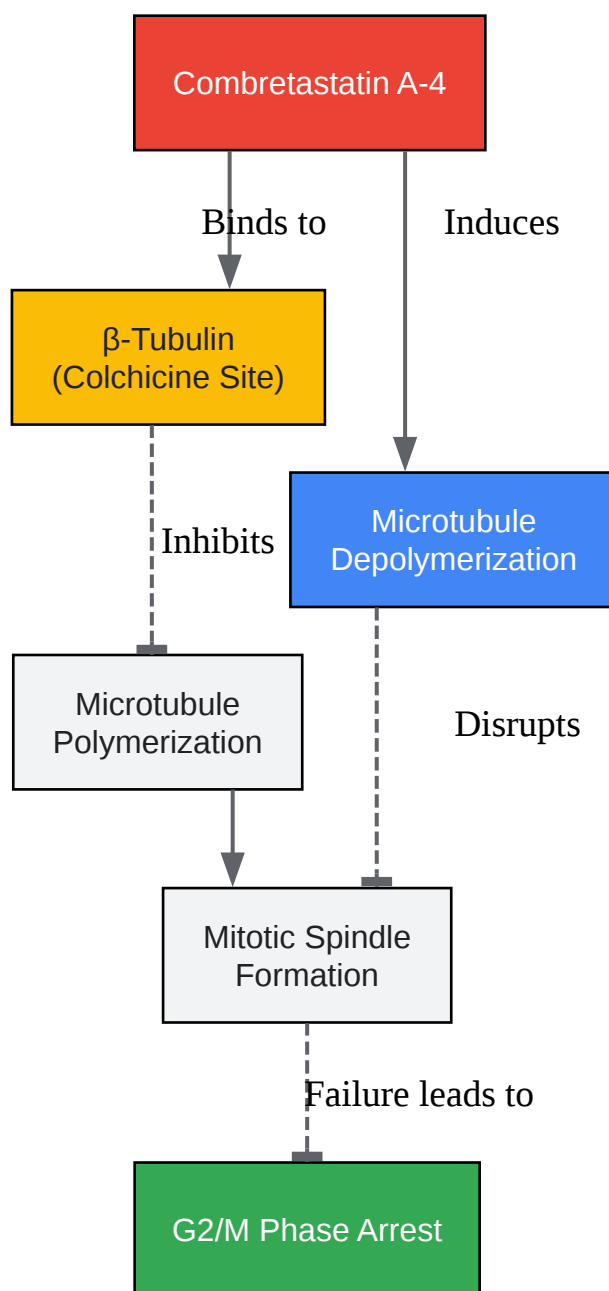 Combretastatin A-4
Binds to
Induces
β-Tubulin
(Colchicine Site)
Inhibits
Microtubule
Depolymerization
Microtubule
Polymerization
Disrupts
Mitotic Spindle
Formation
Failure leads to
G2/M Phase Arrest